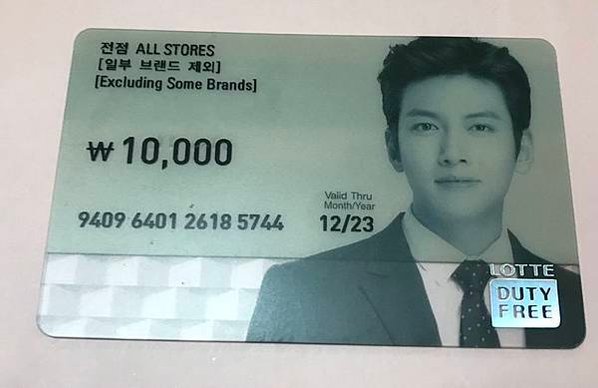 전점 ALL STORES
[일부 브랜드 제외]
[Excluding Some Brands]
₩ 10,000
Valid Thru
Month/Year
9409 6401 2618 5744 12/23
LOTTE
DUTY
FREE